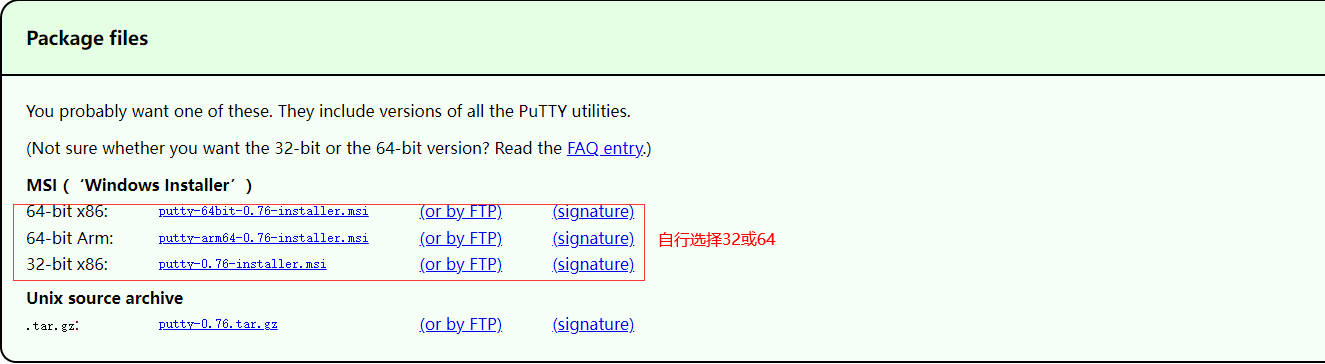 Package files
You probably want one of these. They include versions of all the PuTTY utilities.
(Not sure whether you want the 32-bit or the 64-bit version? Read the FAQ entry.)
MSI (‘Windows Installer’)
64-bit x86: putty-64bit-0.76-installer.msi (or by FTP) (signature)
64-bit Arm: putty-arm64-0.76-installer.msi (or by FTP) (signature) 自行选择32或64
32-bit x86: putty-0.76-installer.msi (or by FTP) (signature)
Unix source archive
.tar.gz: putty-0.76.tar.gz (or by FTP) (signature)